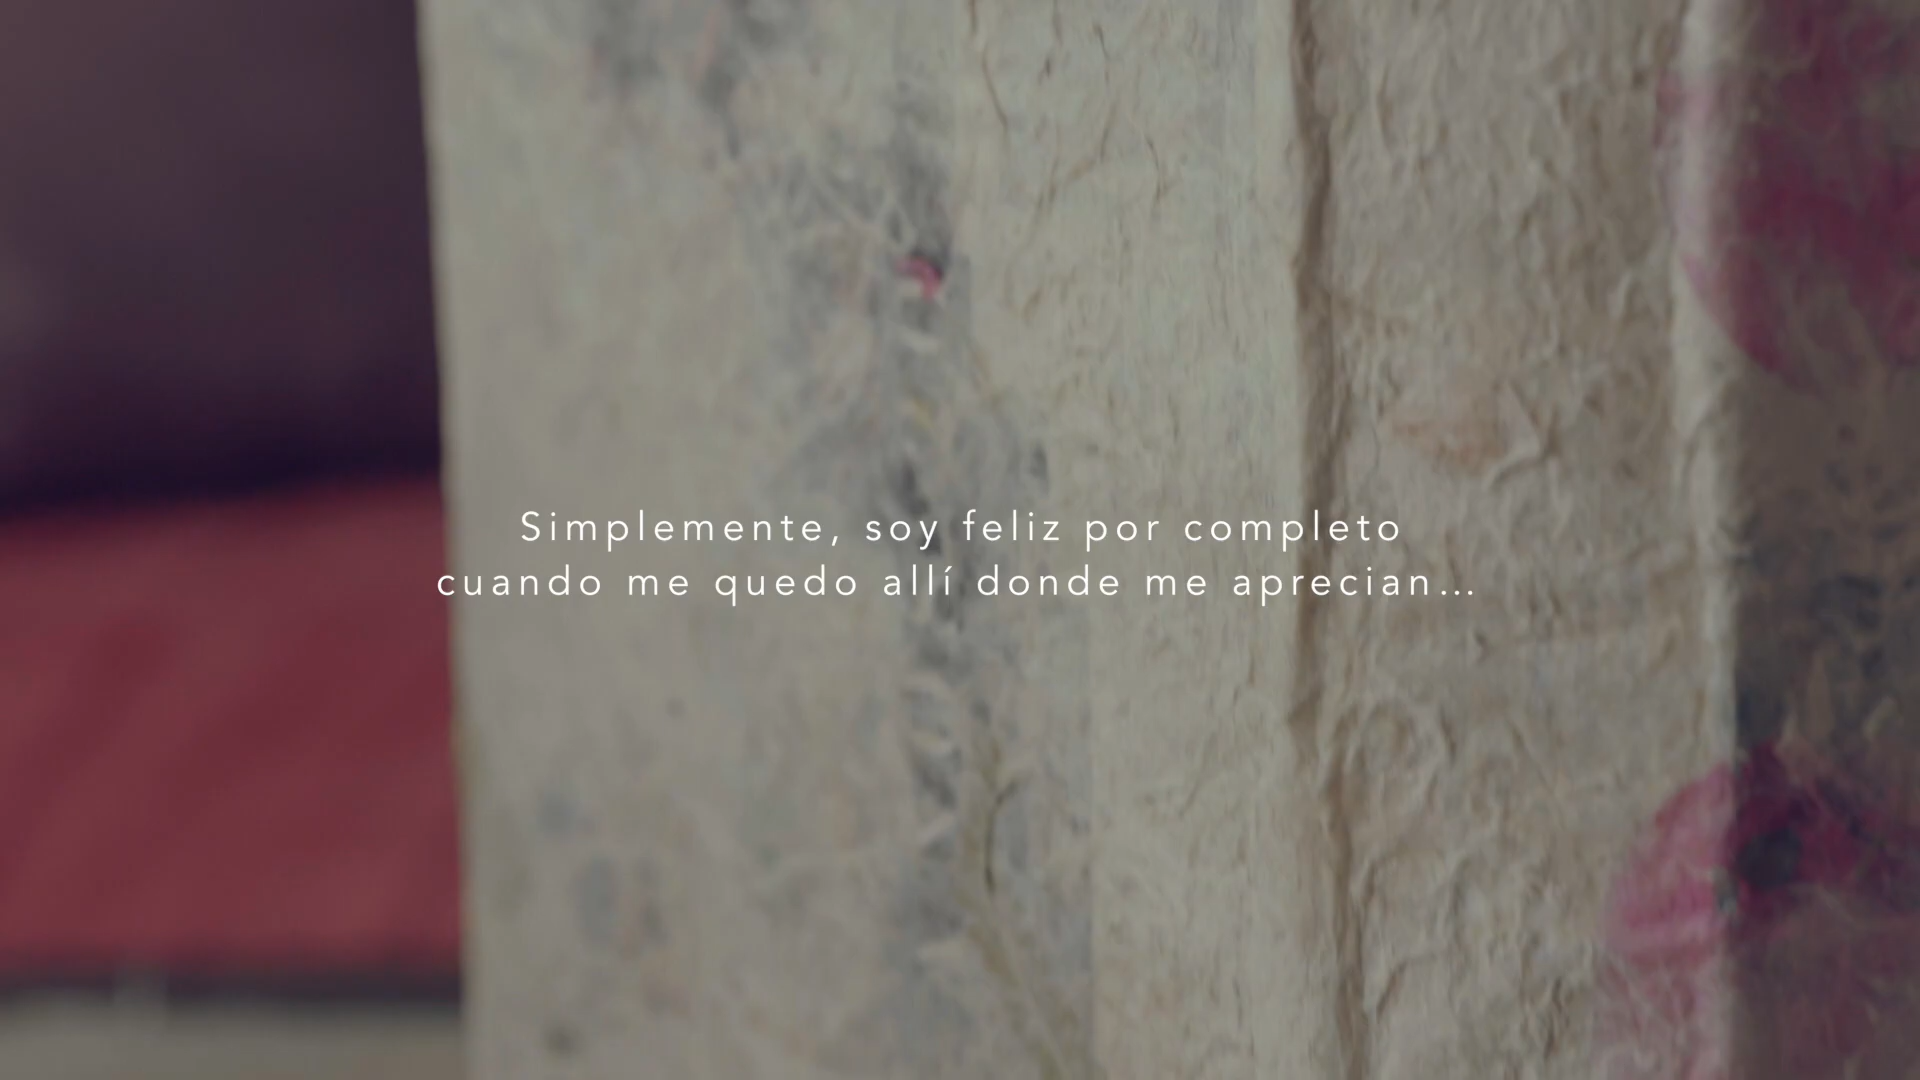 Simplemente, soy feliz por completo
cuando me quedo allí donde me aprecian...